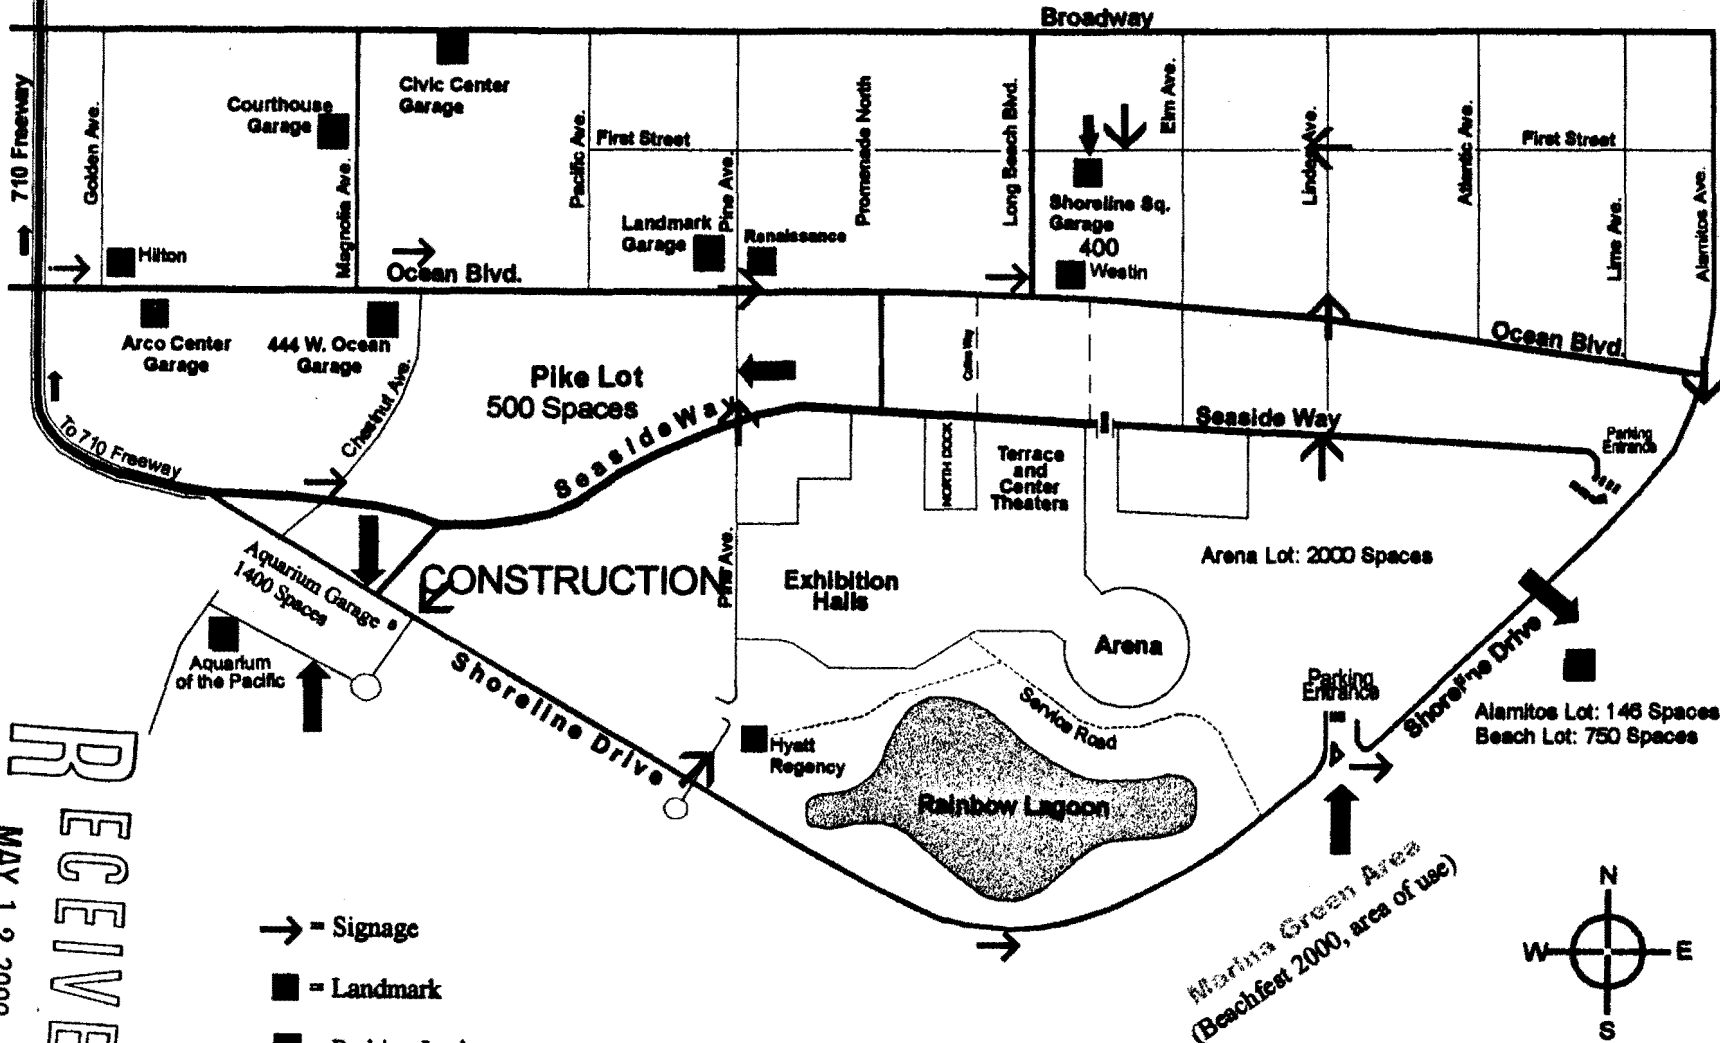 Broadway
710 Freeway
Golden Ave.
Courthouse
Garage
Magnolia Ave.
Civic Center
Garage
Pacific Ave.
First Street
Pine Ave.
Promenade North
Long Beach Blvd.
Elm Ave.
Linden Ave.
Atlantic Ave.
First Street
Lime Ave.
Alamitos Ave.
Hilton
Landmark
Garage
Renaissance
Shoreline Sq.
Garage
400
Westin
Ocean Blvd.
Ocean Blvd.
Arco Center
Garage
444 W. Ocean
Garage
Chestnut Ave.
Pike Lot
500 Spaces
Seaside Way
Seaside Way
To 710 Freeway
Parking
Entrance
NORTH DOCK
Terrace
and
Center
Theaters
Arena Lot: 2000 Spaces
Aquarium Garage
1400 Spaces
CONSTRUCTION
Pine Ave.
Exhibition
Halls
Arena
Aquarium
of the Pacific
Shoreline Drive
Service Road
Parking
Entrance
Shoreline Drive
Alamitos Lot: 146 Spaces
Beach Lot: 750 Spaces
Hyatt
Regency
Rainbow Lagoon
Marina Green Area
(Beachfest 2000, area of use)
RECEIVE
MAY 1 2 2000
= Signage
= Landmark
N
W
E
S